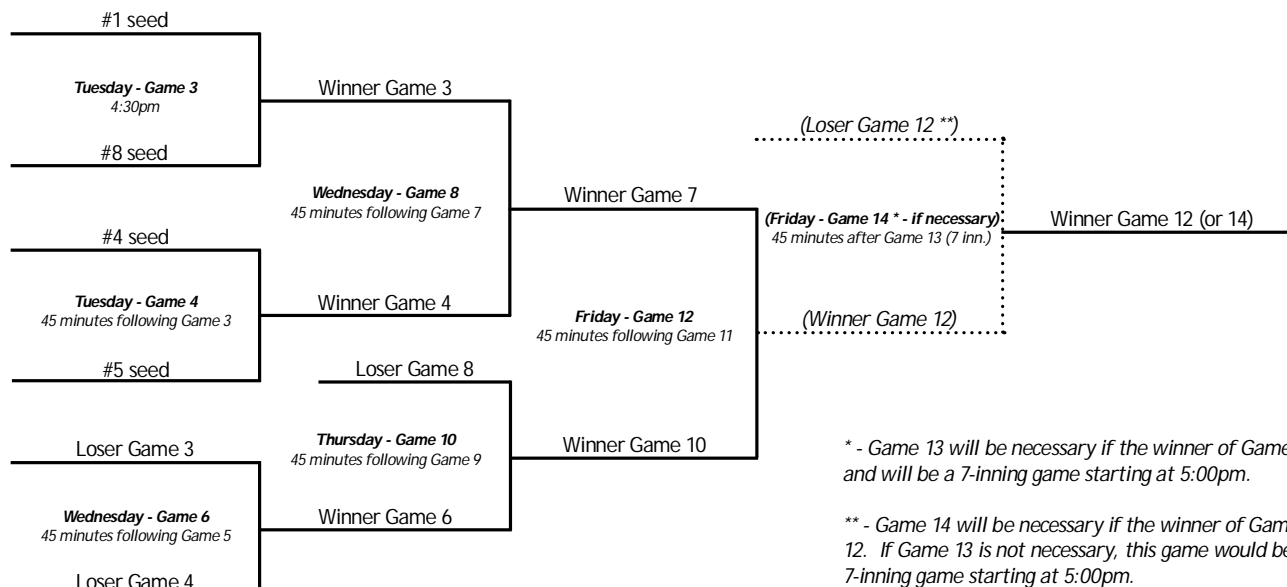 #1 seed
Tuesday - Game 3
4:30pm
#8 seed
Winner Game 3
Wednesday - Game 8
45 minutes following Game 7
#4 seed
Tuesday - Game 4
45 minutes following Game 3
#5 seed
Winner Game 4
Winner Game 7
Friday - Game 12
45 minutes following Game 11
Loser Game 8
Thursday - Game 10
45 minutes following Game 9
Winner Game 10
Loser Game 3
Wednesday - Game 6
45 minutes following Game 5
Loser Game 4
Winner Game 6
(Loser Game 12 **)
(Friday - Game 14 * - if necessary)
45 minutes after Game 13 (7 inn.)
(Winner Game 12)
Winner Game 12 (or 14)
* - Game 13 will be necessary if the winner of Game
and will be a 7-inning game starting at 5:00pm.
** - Game 14 will be necessary if the winner of Gam
12. If Game 13 is not necessary, this game would be
7-inning game starting at 5:00pm.